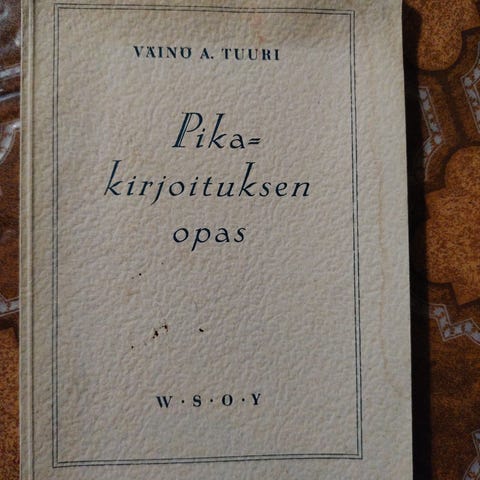 VÄINÖ A. TUURI
Pika=
kirjoituksen
opas
W·S·O·Y